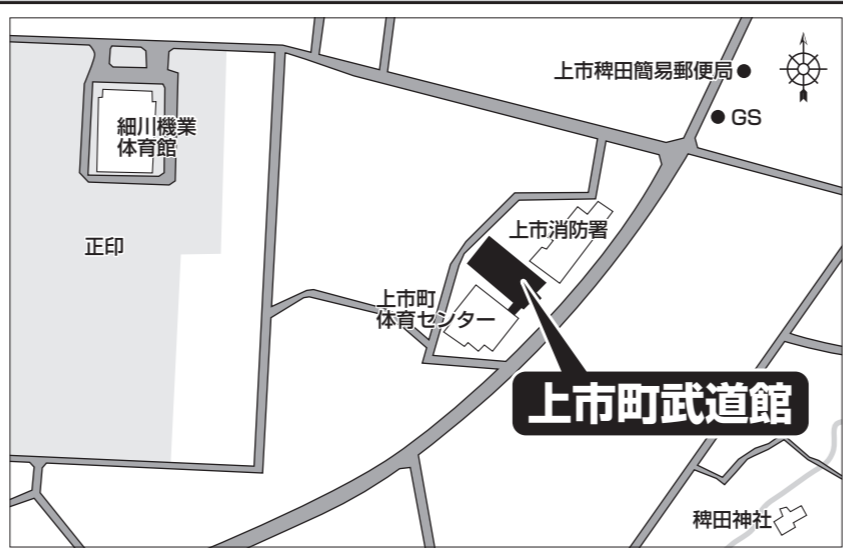 上市稗田簡易郵便局
GS
細川機業
体育館
正印
上市消防署
上市町
体育センター
上市町武道館
稗田神社